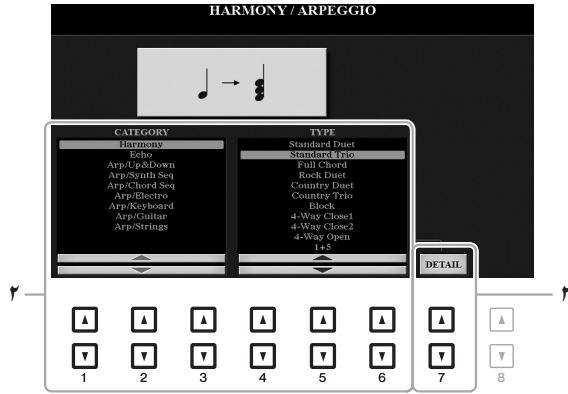 HARMONY / ARPEGGIO
CATEGORY
Harmony
Echo
Arp/Up&Down
Arp/Synth Seq
Arp/Chord Seq
Arp/Electro
Arp/Keyboard
Arp/Guitar
Arp/Strings
TYPE
Standard Duet
Standard Trio
Full Chord
Rock Duet
Country Duet
Country Trio
Block
4-Way Close1
4-Way Close2
4-Way Open
1+5
DETAIL
۲
1 2 3 4 5 6 7 8